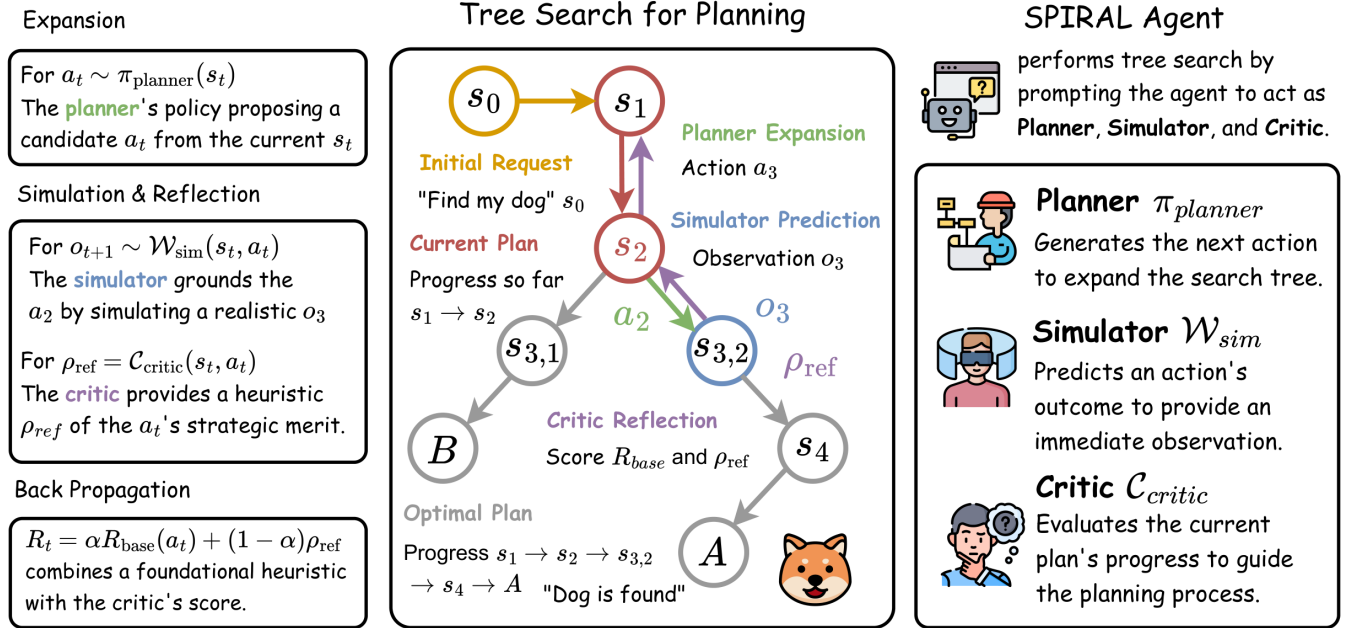 Expansion
For $a_t \sim \pi_{\text{planner}}(s_t)$
The planner's policy proposing a
candidate $a_t$ from the current $s_t$
Simulation & Reflection
For $o_{t+1} \sim \mathcal{W}_{\text{sim}}(s_t, a_t)$
The simulator grounds the
$a_2$ by simulating a realistic $o_3$
For $\rho_{\text{ref}} = \mathcal{C}_{\text{critic}}(s_t, a_t)$
The critic provides a heuristic
$\rho_{ref}$ of the $a_t$'s strategic merit.
Back Propagation
$R_t = \alpha R_{\text{base}}(a_t) + (1 - \alpha)\rho_{\text{ref}}$
combines a foundational heuristic
with the critic's score.
Tree Search for Planning
$s_0$
$s_1$
Initial Request
"Find my dog" $s_0$
Planner Expansion
Action $a_3$
Current Plan
Progress so far
$s_1 \rightarrow s_2$
$s_2$
Simulator Prediction
Observation $o_3$
$a_2$
$o_3$
$s_{3,1}$
$s_{3,2}$
$\rho_{\text{ref}}$
Critic Reflection
Score $R_{base}$ and $\rho_{\text{ref}}$
$B$
$s_4$
Optimal Plan
Progress $s_1 \rightarrow s_2 \rightarrow s_{3,2}$
$\rightarrow s_4 \rightarrow A$
"Dog is found"
$A$
SPIRAL Agent
?
performs tree search by
prompting the agent to act as
Planner, Simulator, and Critic.
Planner $\pi_{planner}$
Generates the next action
to expand the search tree.
Simulator $\mathcal{W}_{sim}$
Predicts an action's
outcome to provide an
immediate observation.
Critic $\mathcal{C}_{critic}$
?
Evaluates the current
plan's progress to guide
the planning process.